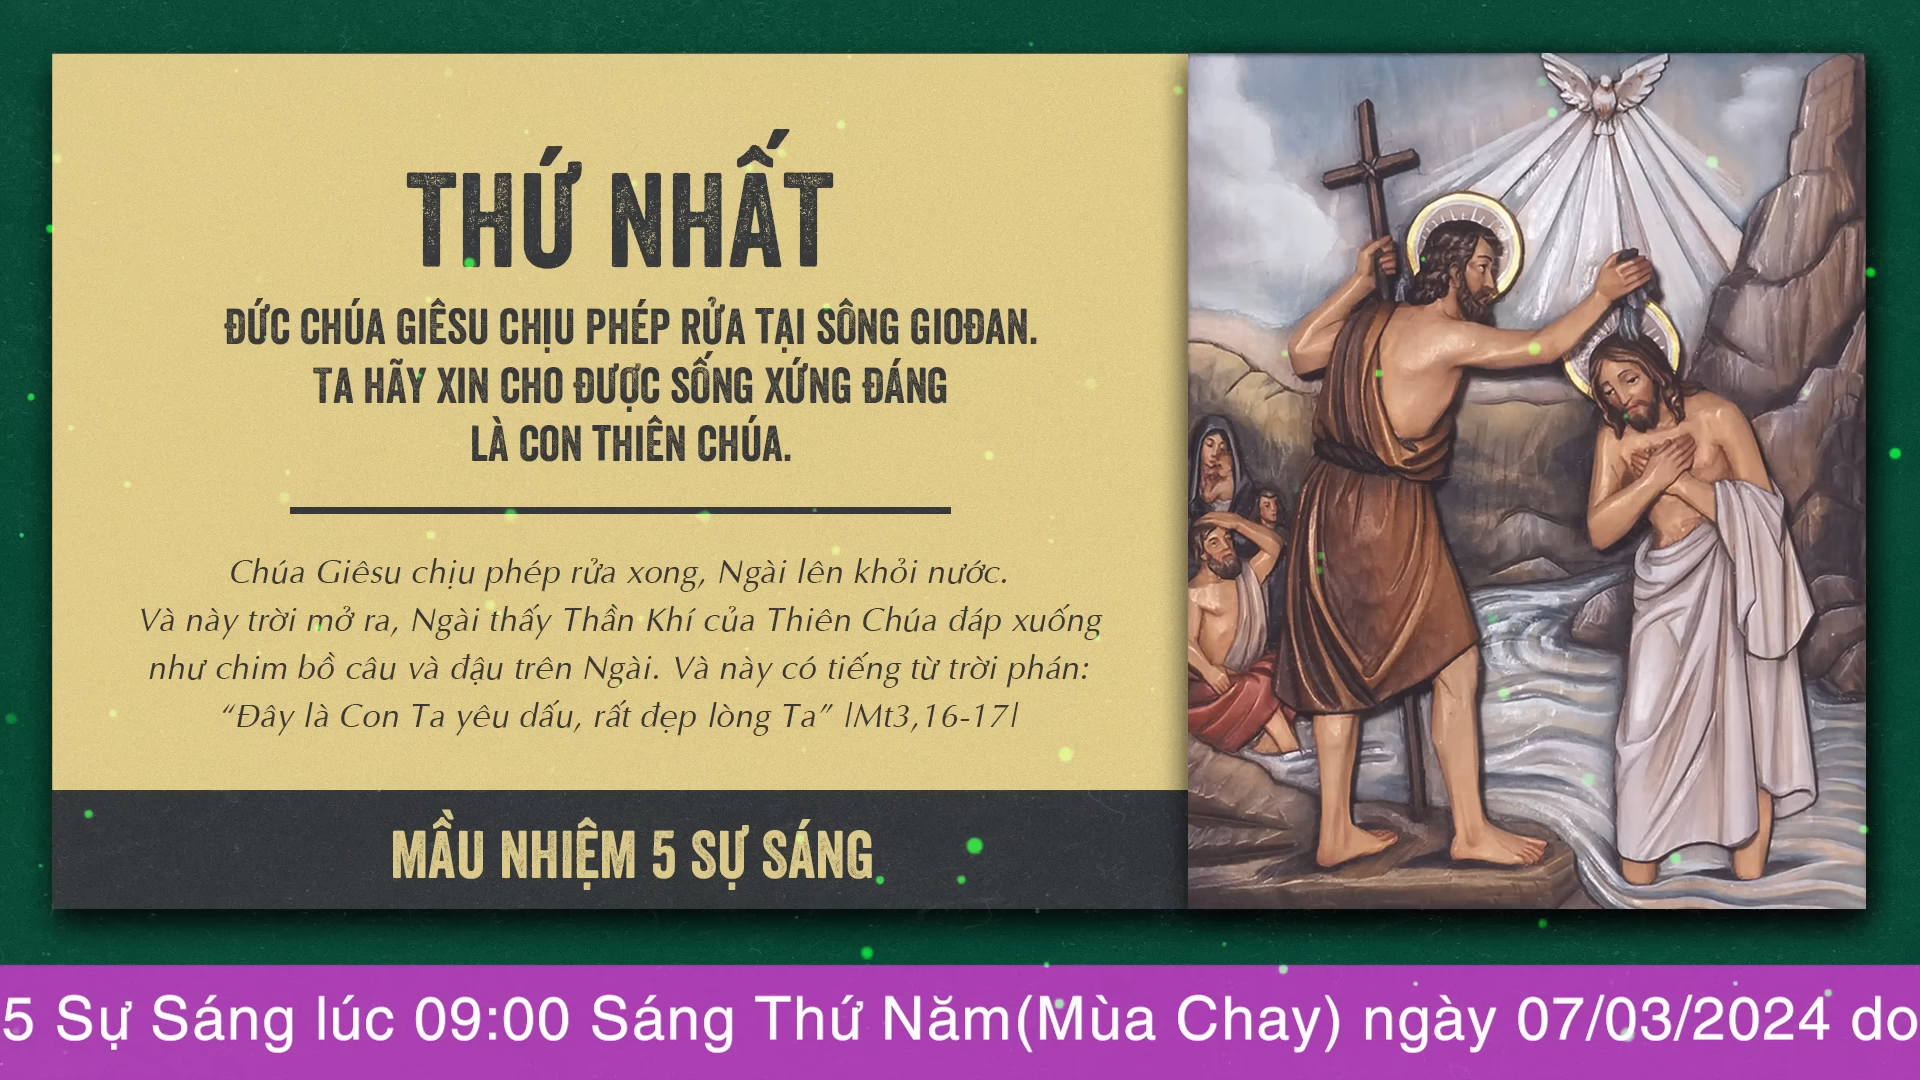 THỨ NHẤT
ĐỨC CHÚA GIÊSU CHỊU PHÉP RỬA TẠI SÔNG GIOĐAN.
TA HÃY XIN CHO ĐƯỢC SỐNG XỨNG ĐÁNG
LÀ CON THIÊN CHÚA.
Chúa Giêsu chịu phép rửa xong, Ngài lên khỏi nước.
Và này trời mở ra, Ngài thấy Thần Khí của Thiên Chúa đáp xuống
như chim bồ câu và đậu trên Ngài. Và này có tiếng từ trời phán:
“Đây là Con Ta yêu dấu, rất đẹp lòng Ta” |Mt3,16-17|
MẦU NHIỆM 5 SỰ SÁNG
5 Sự Sáng lúc 09:00 Sáng Thứ Năm(Mùa Chay) ngày 07/03/2024 do